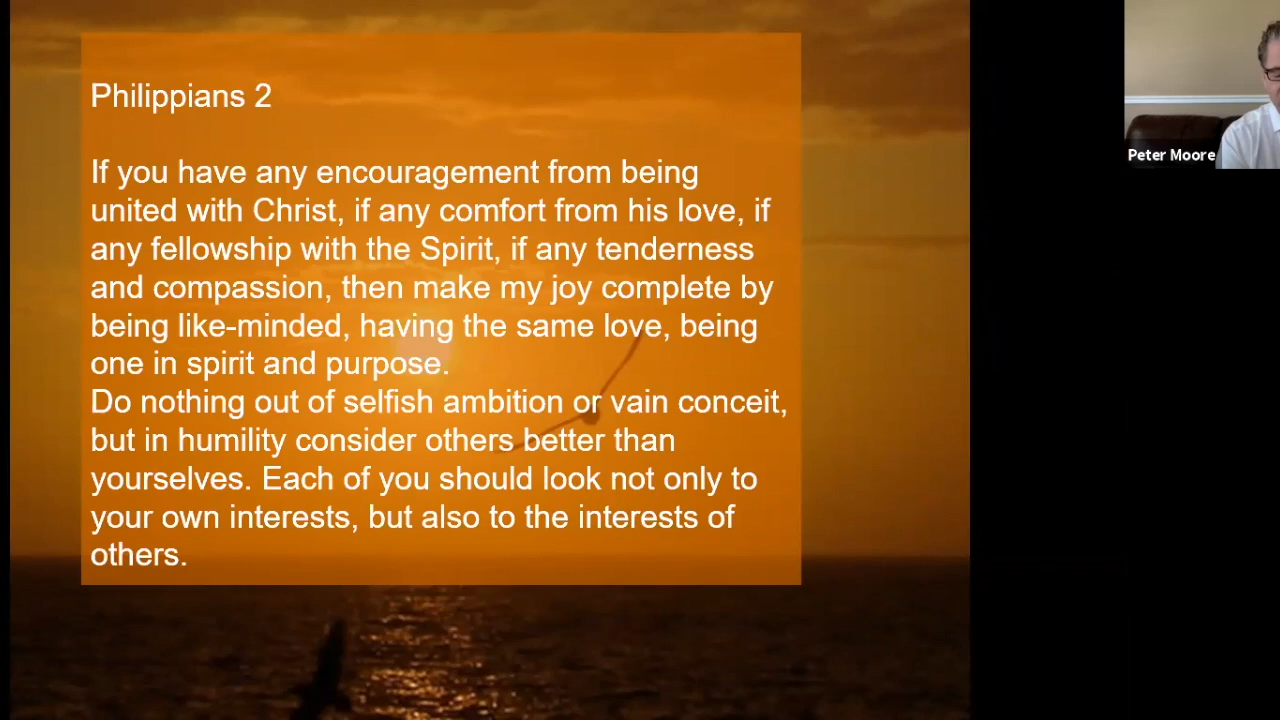 Philippians 2
If you have any encouragement from being
united with Christ, if any comfort from his love, if
any fellowship with the Spirit, if any tenderness
and compassion, then make my joy complete by
being like-minded, having the same love, being
one in spirit and purpose.
Do nothing out of selfish ambition or vain conceit,
but in humility consider others better than
yourselves. Each of you should look not only to
your own interests, but also to the interests of
others.
Peter Moore